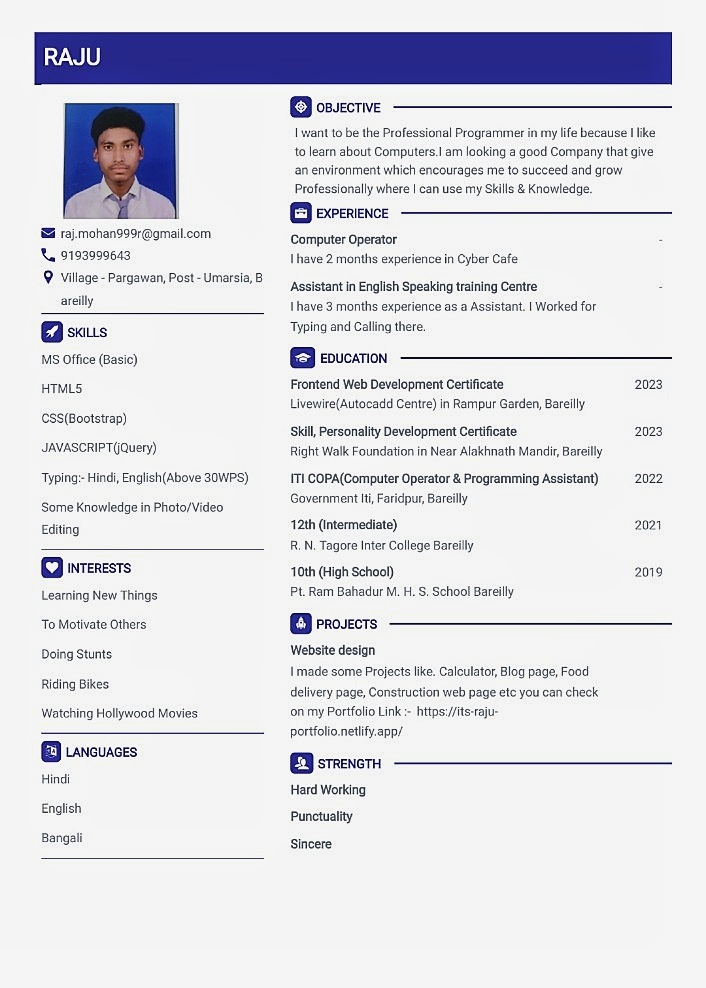 RAJU
raj.mohan999r@gmail.com
9193999643
Village - Pargawan, Post - Umarsia, B
areilly
SKILLS
MS Office (Basic)
HTML5
CSS(Bootstrap)
JAVASCRIPT(jQuery)
Typing:- Hindi, English(Above 30WPS)
Some Knowledge in Photo/Video
Editing
INTERESTS
Learning New Things
To Motivate Others
Doing Stunts
Riding Bikes
Watching Hollywood Movies
LANGUAGES
Hindi
English
Bangali
OBJECTIVE
I want to be the Professional Programmer in my life because I like
to learn about Computers.I am looking a good Company that give
an environment which encourages me to succeed and grow
Professionally where I can use my Skills & Knowledge.
EXPERIENCE
Computer Operator -
I have 2 months experience in Cyber Cafe
Assistant in English Speaking training Centre -
I have 3 months experience as a Assistant. I Worked for
Typing and Calling there.
EDUCATION
Frontend Web Development Certificate 2023
Livewire(Autocadd Centre) in Rampur Garden, Bareilly
Skill, Personality Development Certificate 2023
Right Walk Foundation in Near Alakhnath Mandir, Bareilly
ITI COPA(Computer Operator & Programming Assistant) 2022
Government Iti, Faridpur, Bareilly
12th (Intermediate) 2021
R. N. Tagore Inter College Bareilly
10th (High School) 2019
Pt. Ram Bahadur M. H. S. School Bareilly
PROJECTS
Website design
I made some Projects like. Calculator, Blog page, Food
delivery page, Construction web page etc you can check
on my Portfolio Link :- https://its-raju-
portfolio.netlify.app/
STRENGTH
Hard Working
Punctuality
Sincere